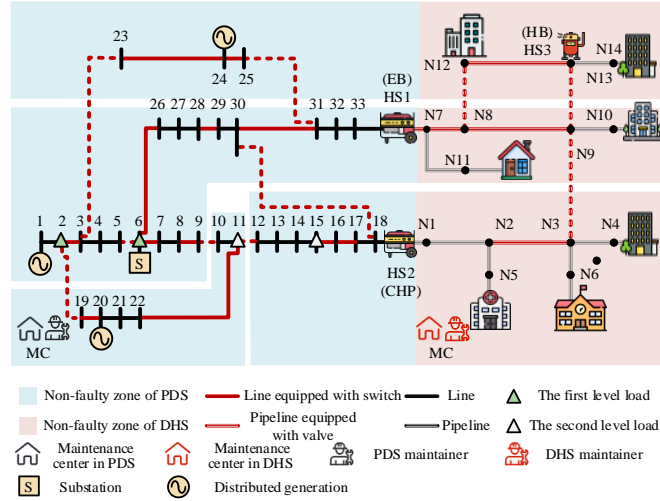 23
24
25
(EB)
HS1
(HB)
HS3
N12
N14
N13
26 27 28 29 30
31 32 33
N7
N8
N10
N9
N11
1 2 3 4 5 6 7 8 9 10 11 12 13 14 15 16 17 18
S
HS2
(CHP)
N1
N2
N3
N4
N5
N6
19 20 21 22
MC
MC
Non-faulty zone of PDS
Line equipped with switch
Line
The first level load
Non-faulty zone of DHS
Pipeline equipped with valve
Pipeline
The second level load
Maintenance center in PDS
Maintenance center in DHS
PDS maintainer
DHS maintainer
S
Substation
Distributed generation